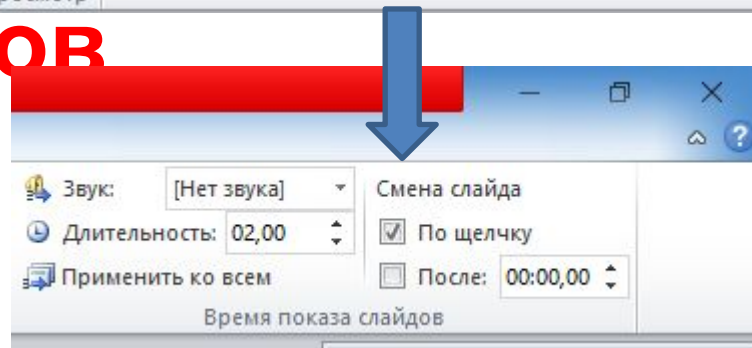 ов
Звук: [Нет звука] Смена слайда
Длительность: 02,00 По щелчку
Применить ко всем После: 00:00,00
Время показа слайдов